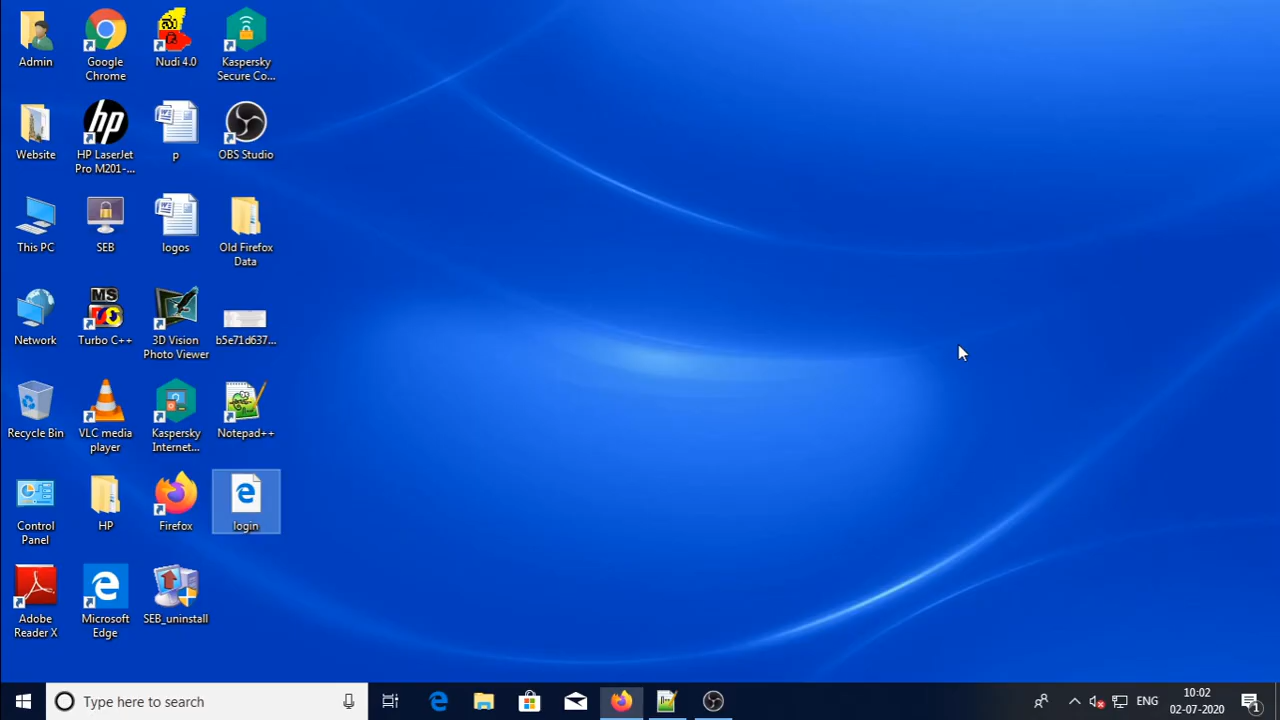 Admin
Google
Chrome
Nudi 4.0
Kaspersky
Secure Co...
Website
hp
HP LaserJet
Pro M201-...
p
OBS Studio
This PC
SEB
logos
Old Firefox
Data
Network
MS
Turbo C++
3D Vision
Photo Viewer
b5e71d637...
Recycle Bin
VLC media
player
Kaspersky
Internet...
Notepad++
Control
Panel
HP
Firefox
login
Adobe
Reader X
Microsoft
Edge
SEB_uninstall
Type here to search
ENG
10:02
02-07-2020
1